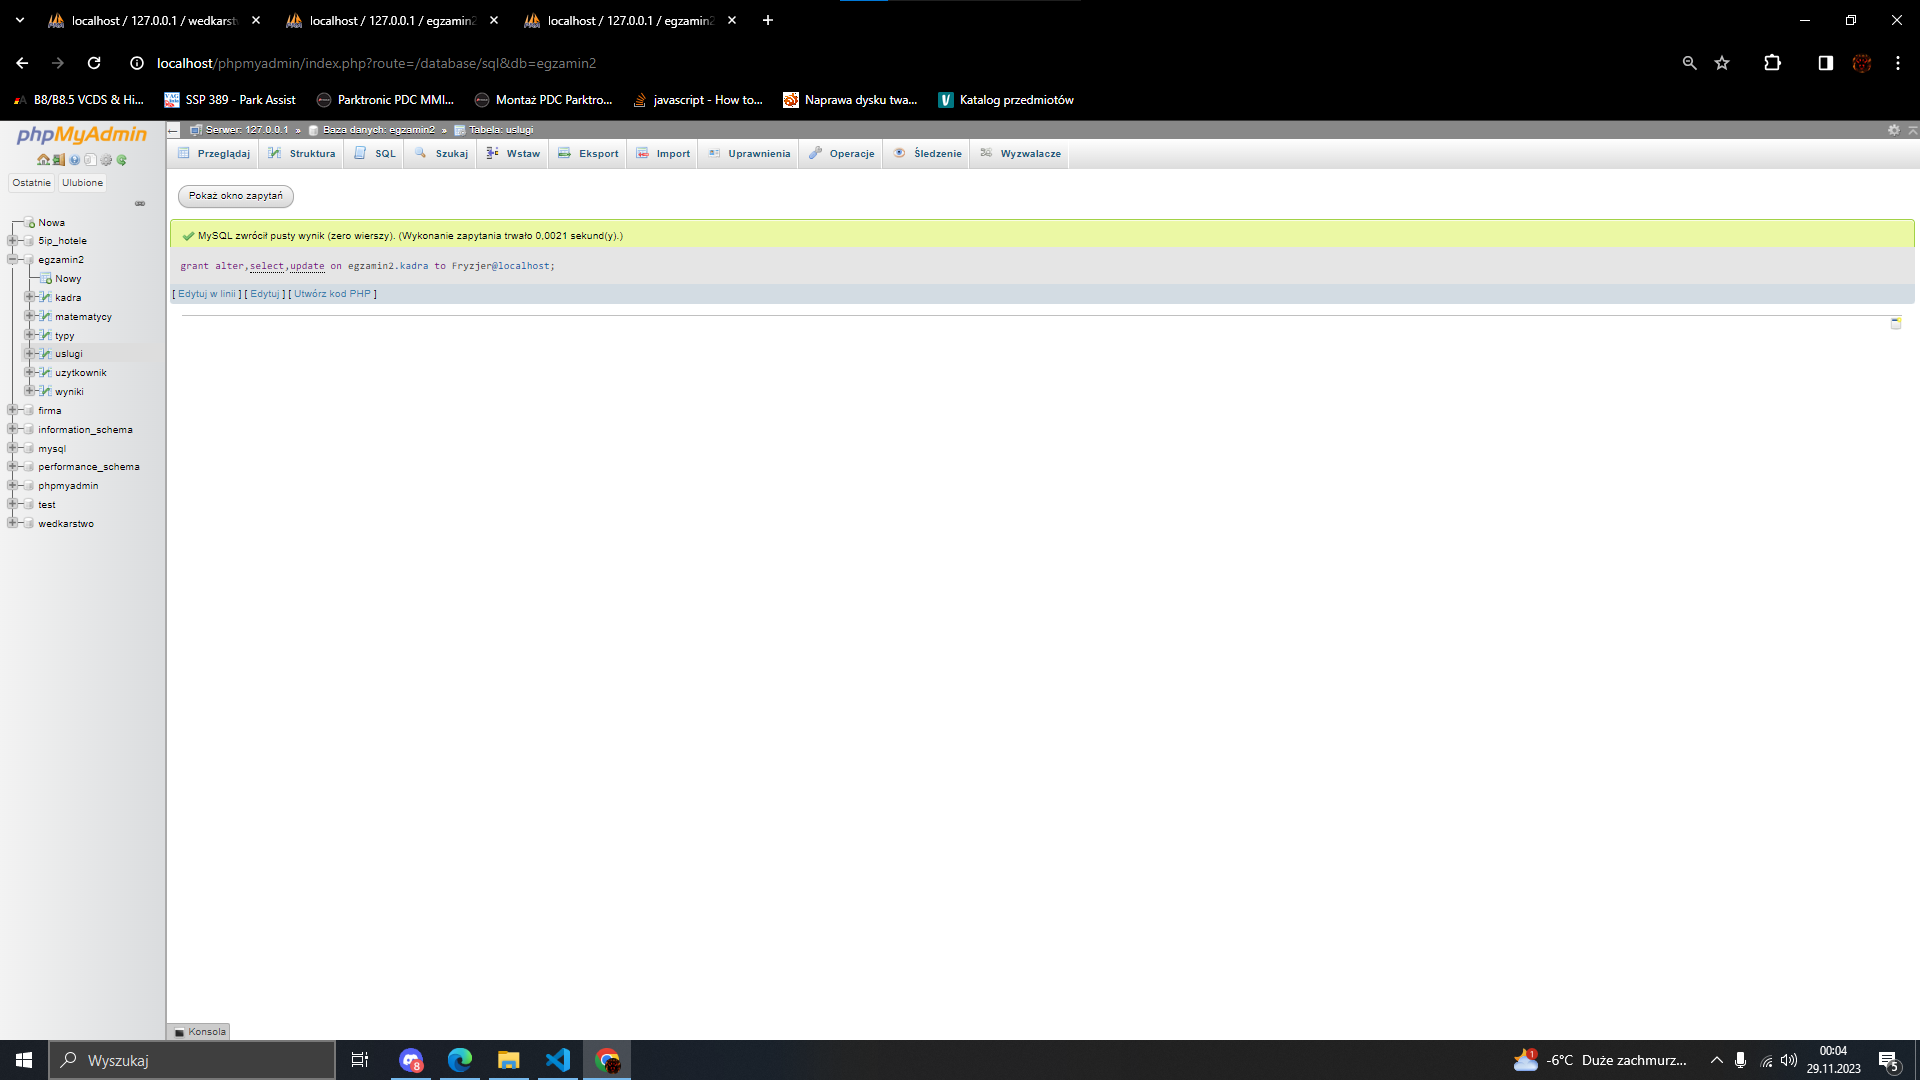 localhost / 127.0.0.1 / wedkarst
localhost / 127.0.0.1 / egzamin2
localhost / 127.0.0.1 / egzamin2
localhost/phpmyadmin/index.php?route=/database/sql&db=egzamin2
B8/B8.5 VCDS & Hi...
SSP 389 - Park Assist
Parktronic PDC MMI...
Montaż PDC Parktro...
javascript - How to...
Naprawa dysku twa...
Katalog przedmiotów
phpMyAdmin
Ostatnie
Ulubione
Nowa
5ip_hotele
egzamin2
Nowy
kadra
matematycy
typy
uslugi
uzytkownik
wyniki
firma
information_schema
mysql
performance_schema
phpmyadmin
test
wedkarstwo
Serwer: 127.0.0.1 » Baza danych: egzamin2 » Tabela: uslugi
Przeglądaj
Struktura
SQL
Szukaj
Wstaw
Eksport
Import
Uprawnienia
Operacje
Śledzenie
Wyzwalacze
Pokaż okno zapytań
MySQL zwrócił pusty wynik (zero wierszy). (Wykonanie zapytania trwało 0,0021 sekund(y).)
grant alter,select,update on egzamin2.kadra to Fryzjer@localhost;
[ Edytuj w linii ] [ Edytuj ] [ Utwórz kod PHP ]
Konsola
Wyszukaj
8
1
-6°C Duże zachmurz...
00:04
29.11.2023
5